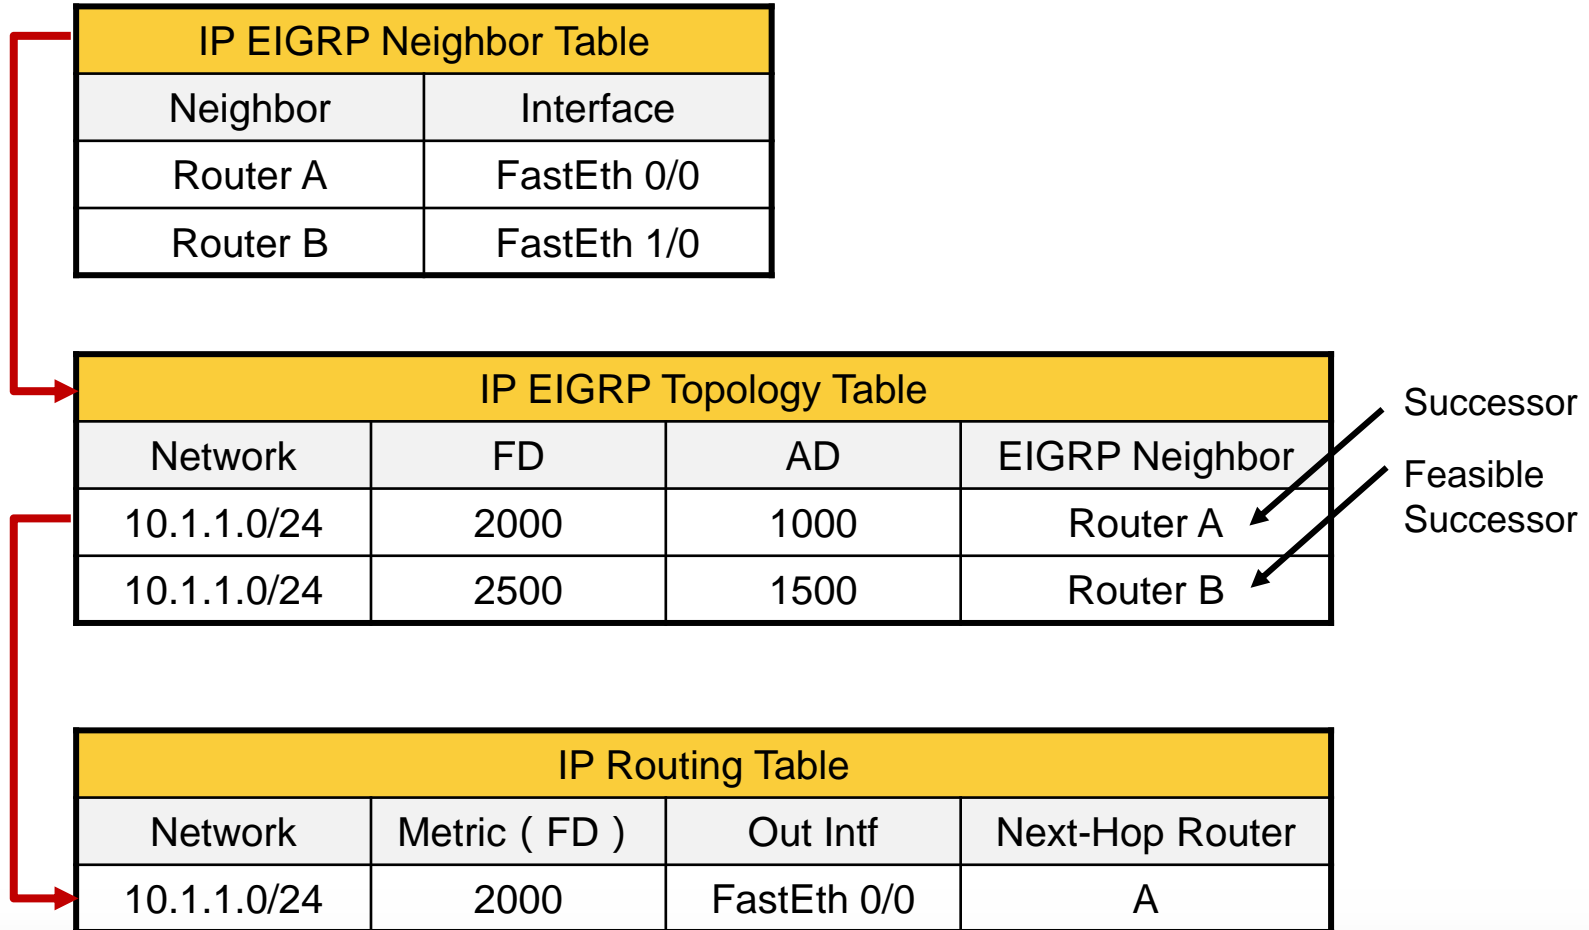 IP EIGRP Neighbor Table
Neighbor Interface
Router A FastEth 0/0
Router B FastEth 1/0
IP EIGRP Topology Table
Network FD AD EIGRP Neighbor
10.1.1.0/24 2000 1000 Router A
10.1.1.0/24 2500 1500 Router B
Successor
Feasible
Successor
IP Routing Table
Network Metric ( FD ) Out Intf Next-Hop Router
10.1.1.0/24 2000 FastEth 0/0 A